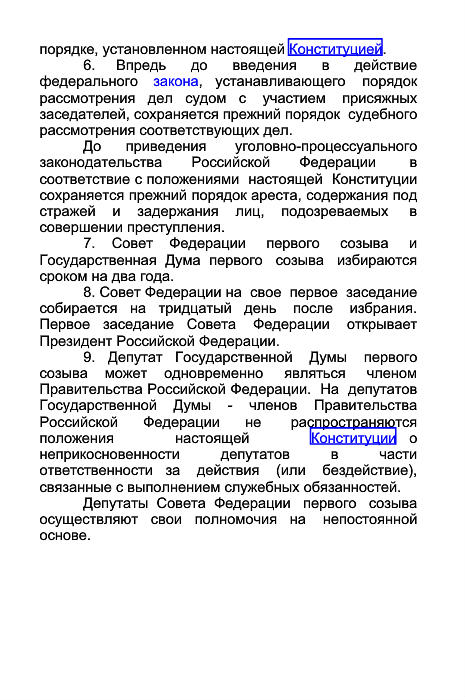 порядке, установленном настоящей Конституцией.
6. Впредь до введения в действие
федерального закона, устанавливающего порядок
рассмотрения дел судом с участием присяжных
заседателей, сохраняется прежний порядок судебного
рассмотрения соответствующих дел.
До приведения уголовно-процессуального
законодательства Российской Федерации в
соответствие с положениями настоящей Конституции
сохраняется прежний порядок ареста, содержания под
стражей и задержания лиц, подозреваемых в
совершении преступления.
7. Совет Федерации первого созыва и
Государственная Дума первого созыва избираются
сроком на два года.
8. Совет Федерации на свое первое заседание
собирается на тридцатый день после избрания.
Первое заседание Совета Федерации открывает
Президент Российской Федерации.
9. Депутат Государственной Думы первого
созыва может одновременно являться членом
Правительства Российской Федерации. На депутатов
Государственной Думы - членов Правительства
Российской Федерации не распространяются
положения настоящей Конституции о
неприкосновенности депутатов в части
ответственности за действия (или бездействие),
связанные с выполнением служебных обязанностей.
Депутаты Совета Федерации первого созыва
осуществляют свои полномочия на непостоянной
основе.